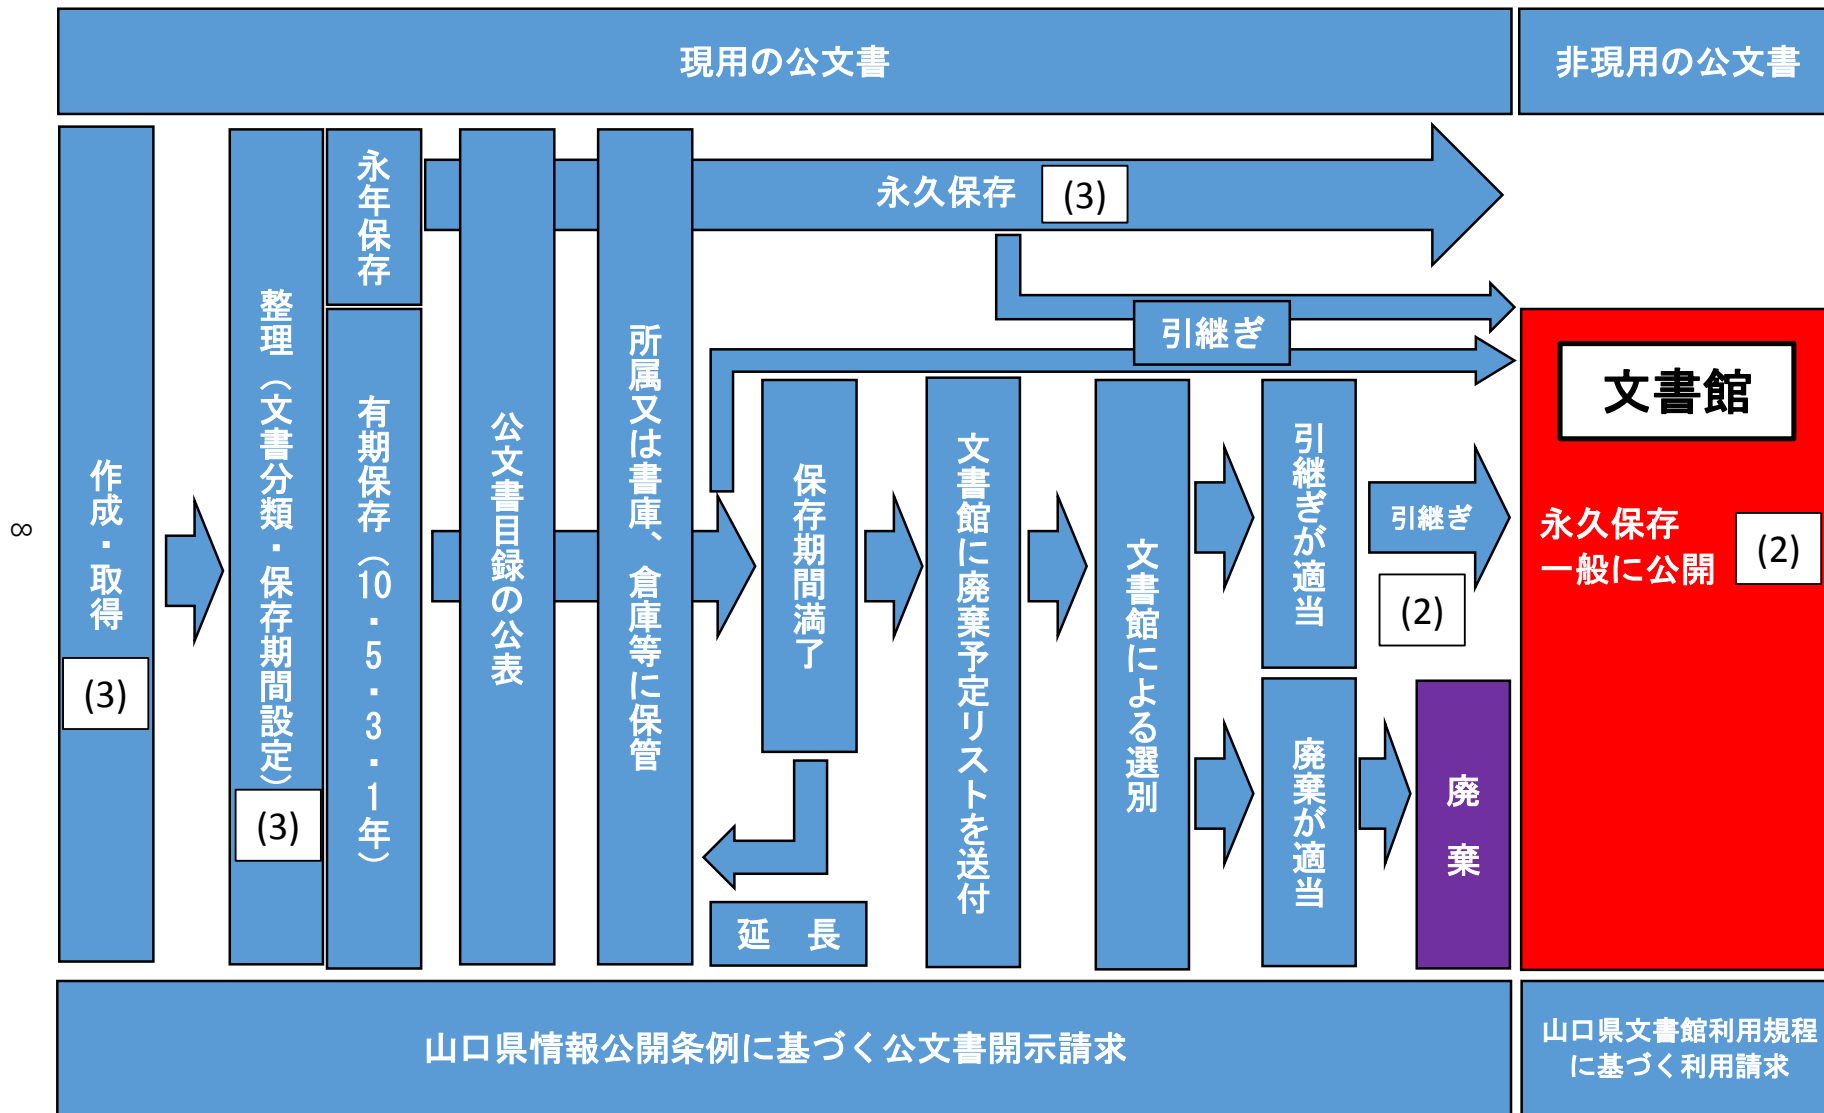 現用の公文書
非現用の公文書
∞
作成・取得
(3)
整理（文書分類・保存期間設定）
(3)
永年保存
有期保存（10・5・3・1年）
公文書目録の公表
所属又は書庫、倉庫等に保管
永久保存
(3)
引継ぎ
保存期間満了
延　長
文書館に廃棄予定リストを送付
文書館による選別
引継ぎが適当
引継ぎ
(2)
廃棄が適当
廃　棄
文書館
永久保存
一般に公開
(2)
山口県情報公開条例に基づく公文書開示請求
山口県文書館利用規程
に基づく利用請求